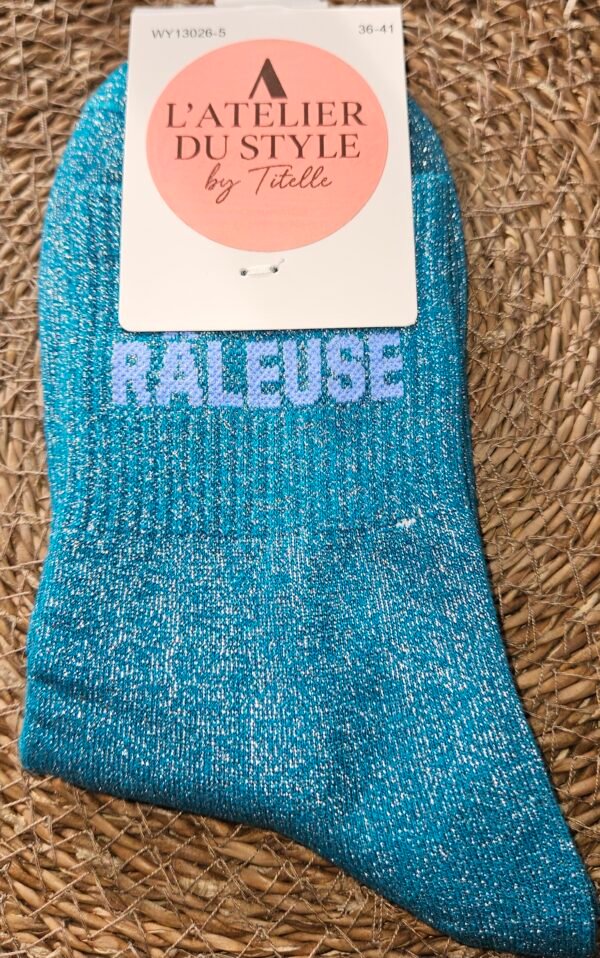 WY13026-5 36-41
L'ATELIER
DU STYLE
by Titelle
RÂLEUSE